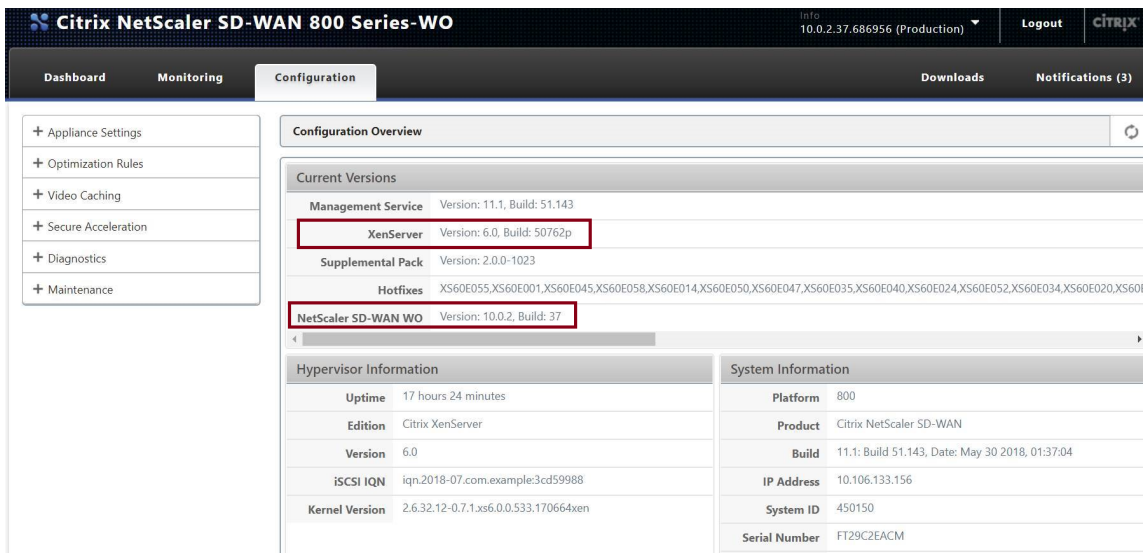 Citrix NetScaler SD-WAN 800 Series-WO
Info
10.0.2.37.686956 (Production)
Logout
CİTRIX
Dashboard Monitoring Configuration Downloads Notifications (3)
+ Appliance Settings
+ Optimization Rules
+ Video Caching
+ Secure Acceleration
+ Diagnostics
+ Maintenance
Configuration Overview
Current Versions
Management Service Version: 11.1, Build: 51.143
XenServer Version: 6.0, Build: 50762p
Supplemental Pack Version: 2.0.0-1023
Hotfixes XS60E055,XS60E001,XS60E045,XS60E058,XS60E014,XS60E050,XS60E047,XS60E035,XS60E040,XS60E024,XS60E052,XS60E034,XS60E020,XS60
NetScaler SD-WAN WO Version: 10.0.2, Build: 37
Hypervisor Information
Uptime 17 hours 24 minutes
Edition Citrix XenServer
Version 6.0
iSCSI IQN iqn.2018-07.com.example:3cd59988
Kernel Version 2.6.32.12-0.7.1.xs6.0.0.533.170664xen
System Information
Platform 800
Product Citrix NetScaler SD-WAN
Build 11.1: Build 51.143, Date: May 30 2018, 01:37:04
IP Address 10.106.133.156
System ID 450150
Serial Number FT29C2EACM